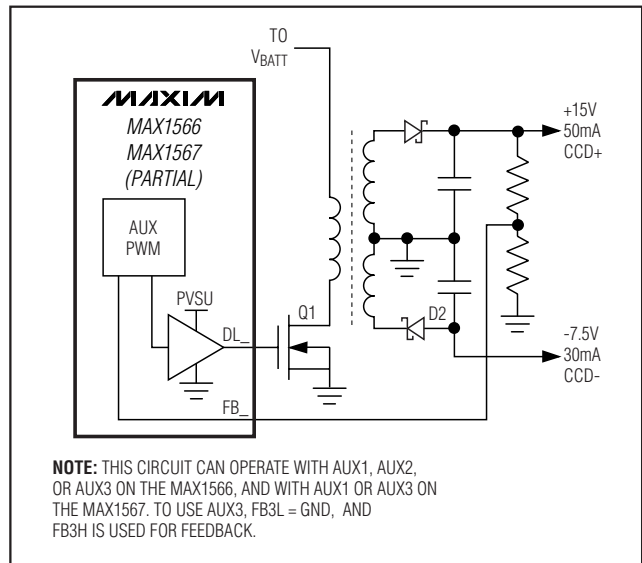 TO
VBATT
MAXIM
MAX1566
MAX1567
(PARTIAL)
AUX
PWM
PVSU
DL_
Q1
FB_
D2
+15V
50mA
CCD+
-7.5V
30mA
CCD-
NOTE: THIS CIRCUIT CAN OPERATE WITH AUX1, AUX2,
OR AUX3 ON THE MAX1566, AND WITH AUX1 OR AUX3 ON
THE MAX1567. TO USE AUX3, FB3L = GND, AND
FB3H IS USED FOR FEEDBACK.